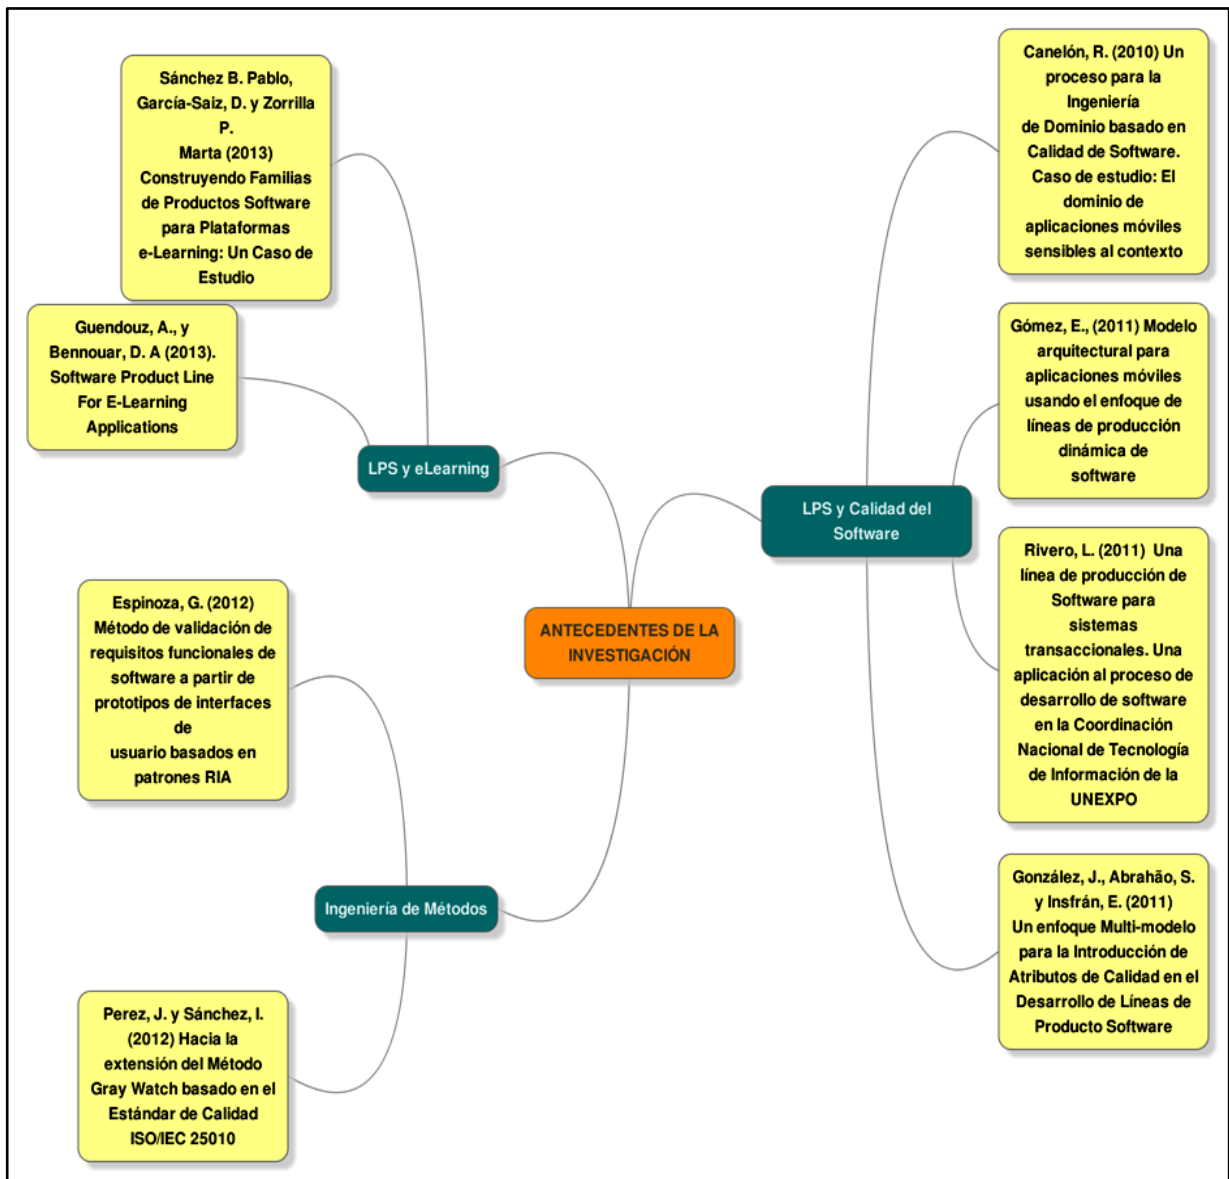 Sánchez B. Pablo,
García-Saiz, D. y Zorrilla
P.
Marta (2013)
Construyendo Familias
de Productos Software
para Plataformas
e-Learning: Un Caso de
Estudio
Guendouz, A., y
Bennouar, D. A (2013).
Software Product Line
For E-Learning
Applications
LPS y eLearning
Espinoza, G. (2012)
Método de validación de
requisitos funcionales de
software a partir de
prototipos de interfaces
de
usuario basados en
patrones RIA
Ingeniería de Métodos
Perez, J. y Sánchez, I.
(2012) Hacia la
extensión del Método
Gray Watch basado en el
Estándar de Calidad
ISO/IEC 25010
ANTECEDENTES DE LA
INVESTIGACIÓN
LPS y Calidad del
Software
Canelón, R. (2010) Un
proceso para la
Ingeniería
de Dominio basado en
Calidad de Software.
Caso de estudio: El
dominio de
aplicaciones móviles
sensibles al contexto
Gómez, E., (2011) Modelo
arquitectural para
aplicaciones móviles
usando el enfoque de
líneas de producción
dinámica de
software
Rivero, L. (2011) Una
línea de producción de
Software para
sistemas
transaccionales. Una
aplicación al proceso de
desarrollo de software
en la Coordinación
Nacional de Tecnología
de Información de la
UNEXPO
González, J., Abrahão, S.
y Insfrán, E. (2011)
Un enfoque Multi-modelo
para la Introducción de
Atributos de Calidad en el
Desarrollo de Líneas de
Producto Software